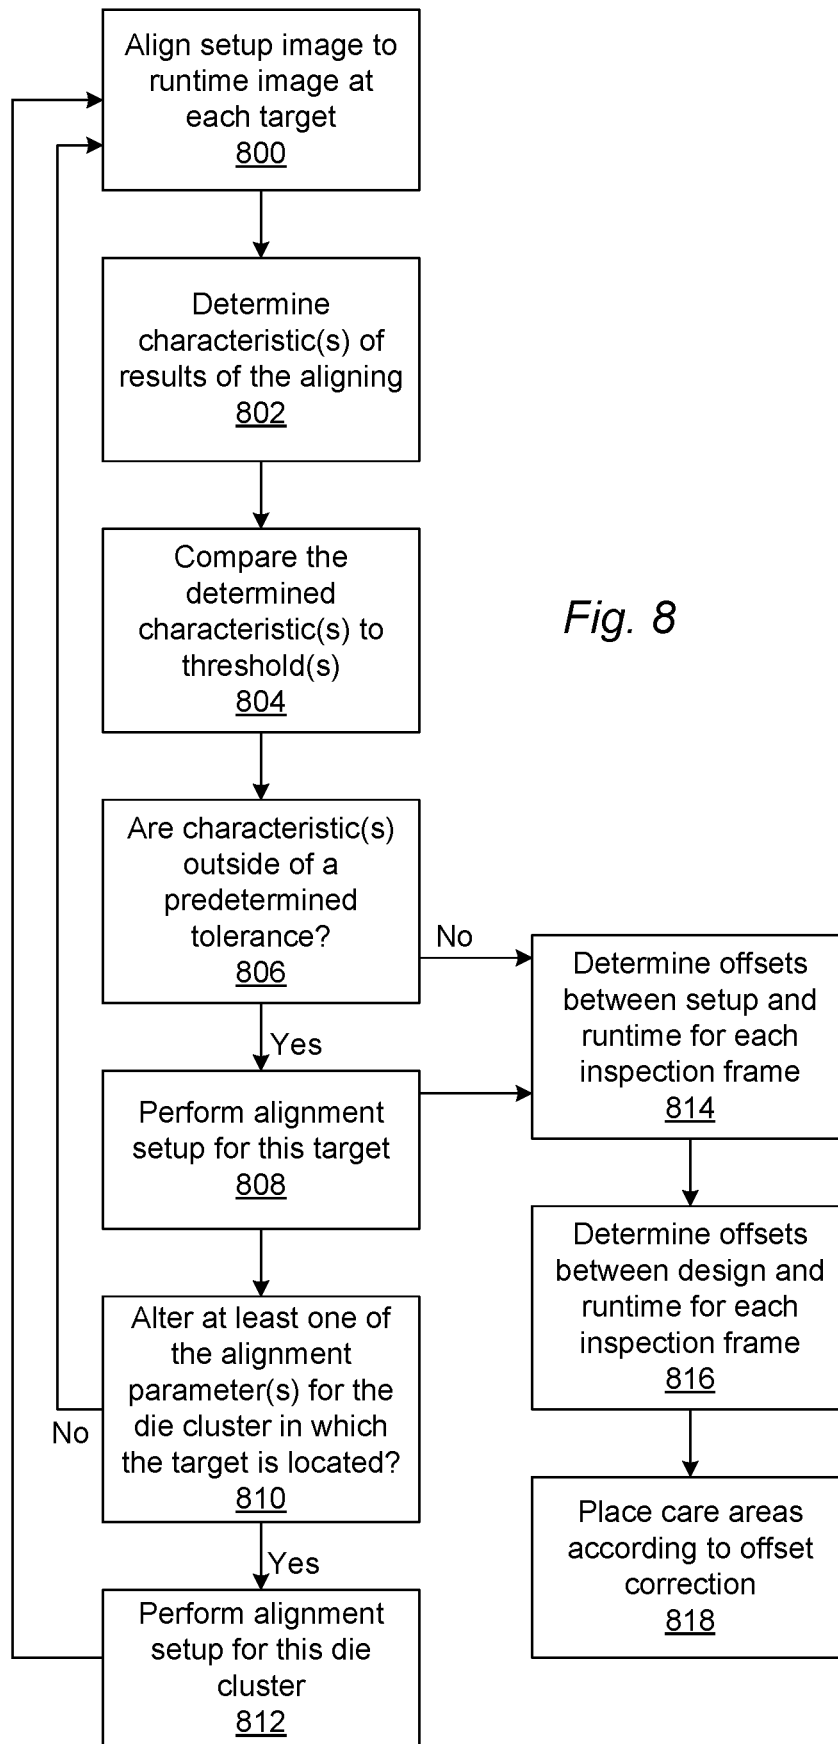 Align setup image to
runtime image at
each target
800
Determine
characteristic(s) of
results of the aligning
802
Compare the
determined
characteristic(s) to
threshold(s)
804
Fig. 8
Are characteristic(s)
outside of a
predetermined
tolerance?
806
No
Yes
Perform alignment
setup for this target
808
Alter at least one of
the alignment
parameter(s) for the
die cluster in which
the target is located?
810
No
Yes
Perform alignment
setup for this die
cluster
812
Determine offsets
between setup and
runtime for each
inspection frame
814
Determine offsets
between design and
runtime for each
inspection frame
816
Place care areas
according to offset
correction
818